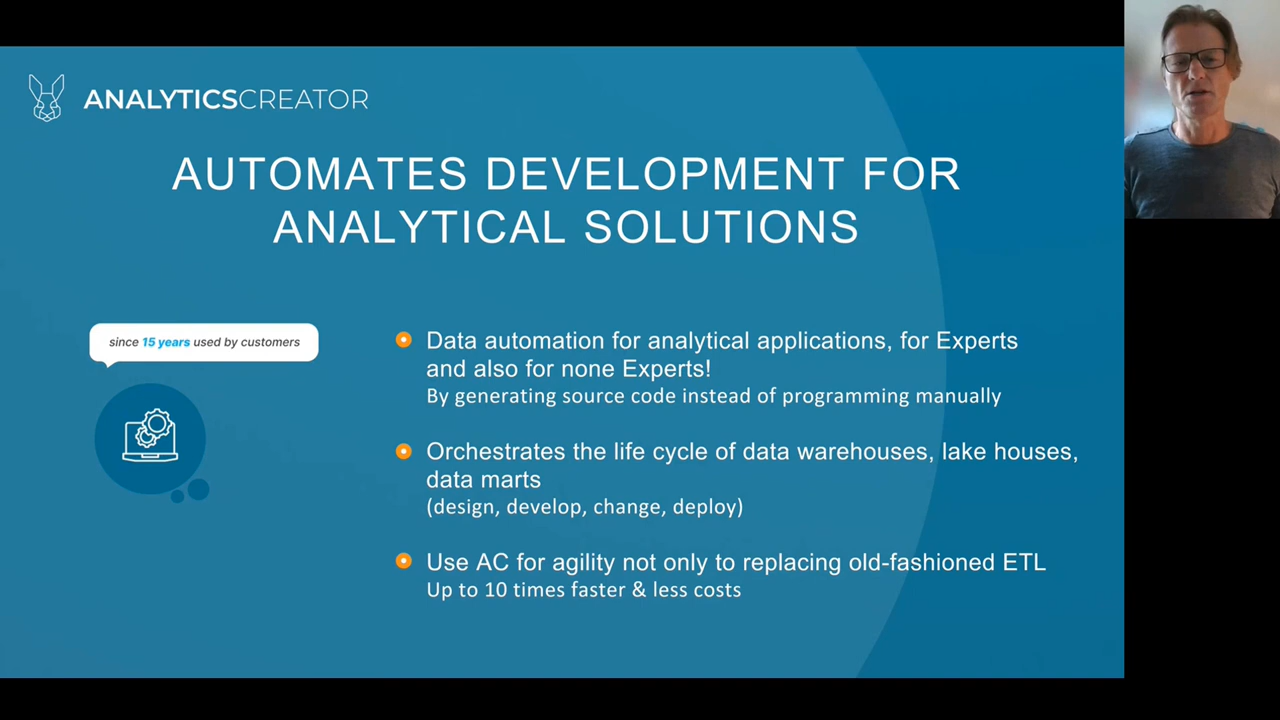 ANALYTICSCREATOR
AUTOMATES DEVELOPMENT FOR
ANALYTICAL SOLUTIONS
since 15 years used by customers
Data automation for analytical applications, for Experts
and also for none Experts!
By generating source code instead of programming manually
Orchestrates the life cycle of data warehouses, lake houses,
data marts
(design, develop, change, deploy)
Use AC for agility not only to replacing old-fashioned ETL
Up to 10 times faster & less costs